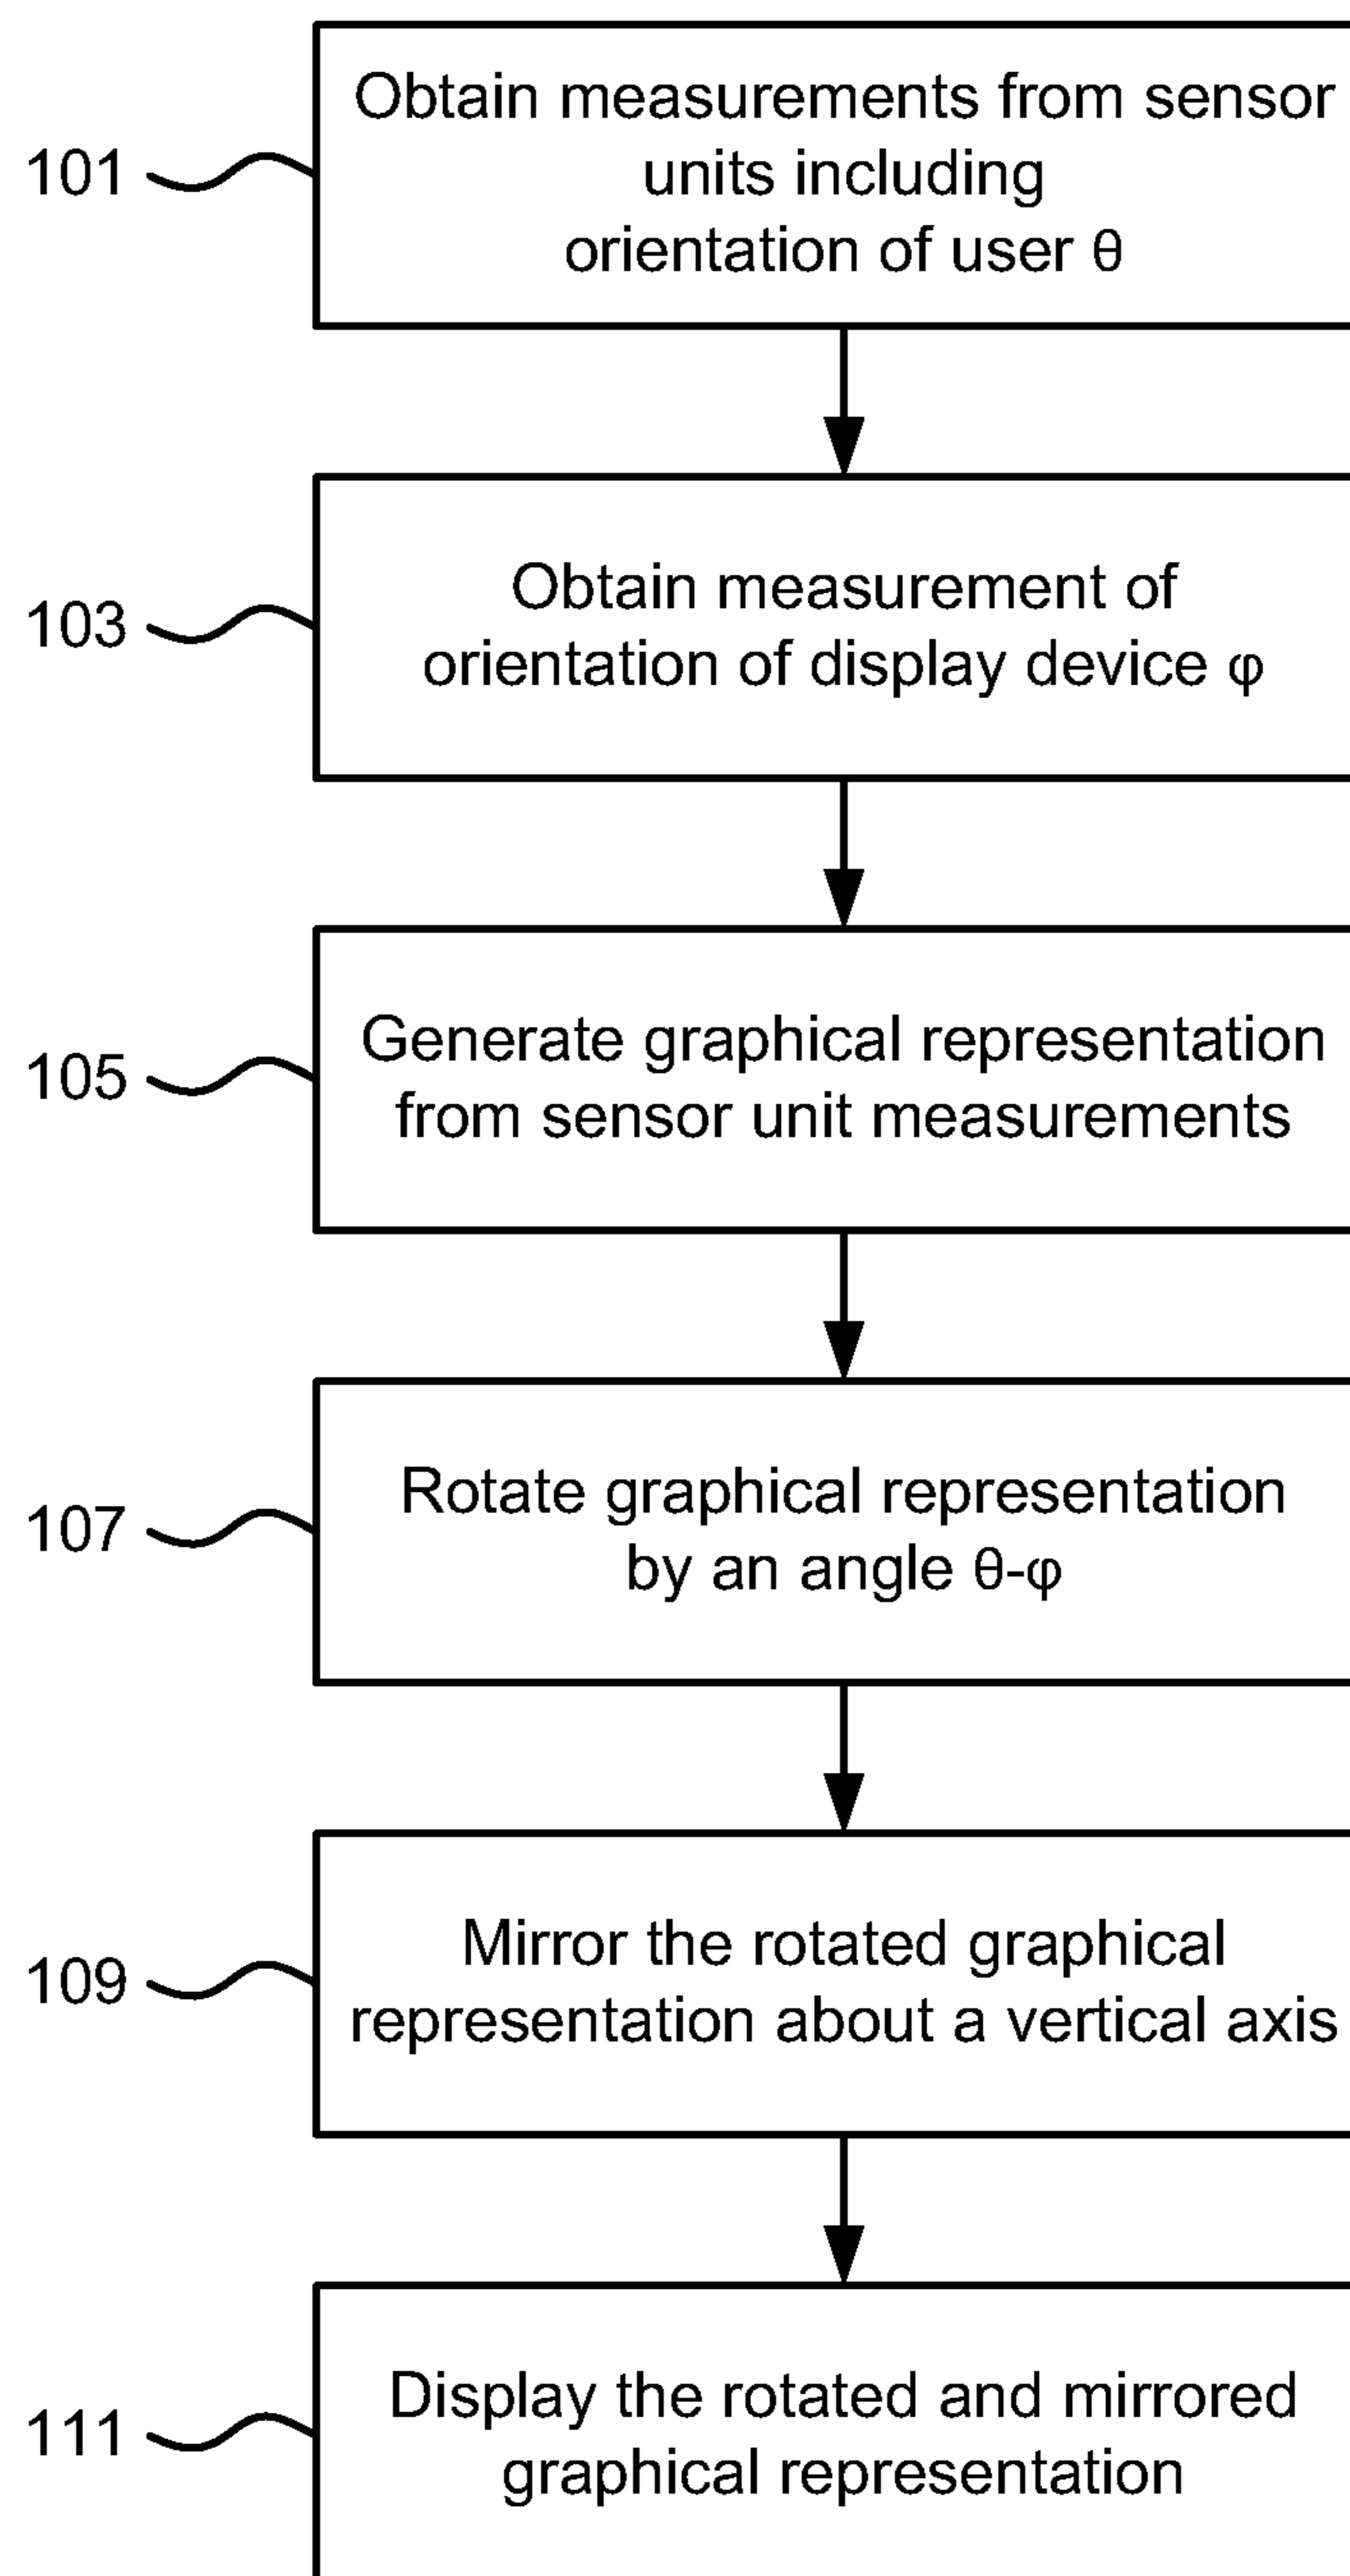 101
Obtain measurements from sensor
units including
orientation of user θ
103
Obtain measurement of
orientation of display device φ
105
Generate graphical representation
from sensor unit measurements
107
Rotate graphical representation
by an angle θ-φ
109
Mirror the rotated graphical
representation about a vertical axis
111
Display the rotated and mirrored
graphical representation